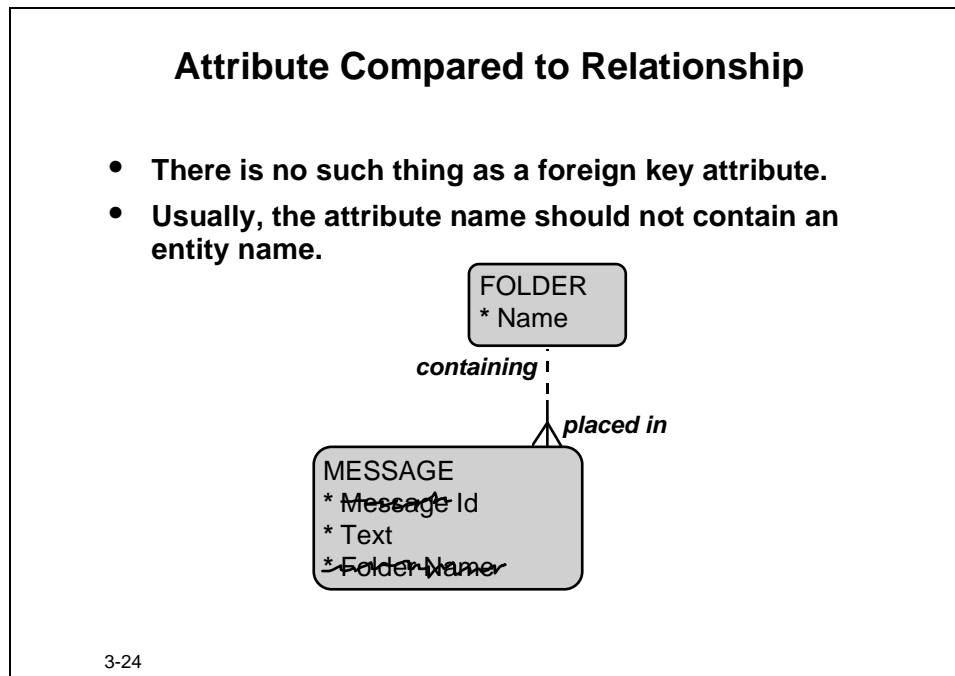 Attribute Compared to Relationship
• There is no such thing as a foreign key attribute.
• Usually, the attribute name should not contain an
entity name.
FOLDER
* Name
containing
placed in
MESSAGE
* Message Id
* Text
* Folder Name
3-24